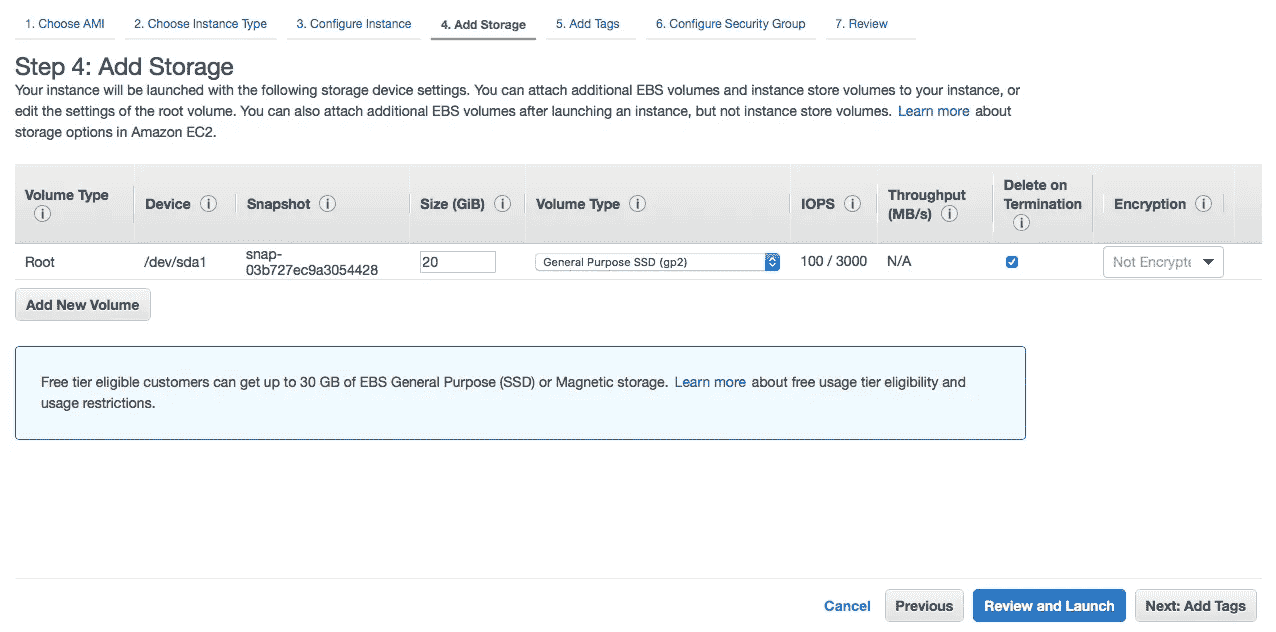 1. Choose AMI 2. Choose Instance Type 3. Configure Instance 4. Add Storage 5. Add Tags 6. Configure Security Group 7. Review
Step 4: Add Storage
Your instance will be launched with the following storage device settings. You can attach additional EBS volumes and instance store volumes to your instance, or
edit the settings of the root volume. You can also attach additional EBS volumes after launching an instance, but not instance store volumes. Learn more about
storage options in Amazon EC2.
Volume Type Device Snapshot Size (GiB) Volume Type IOPS Throughput (MB/s) Delete on Termination Encryption
Root /dev/sda1 snap-03b727ec9a3054428 20 General Purpose SSD (gp2) 100 / 3000 N/A Not Encrypte
Add New Volume
Free tier eligible customers can get up to 30 GB of EBS General Purpose (SSD) or Magnetic storage. Learn more about free usage tier eligibility and
usage restrictions.
Cancel Previous Review and Launch Next: Add Tags